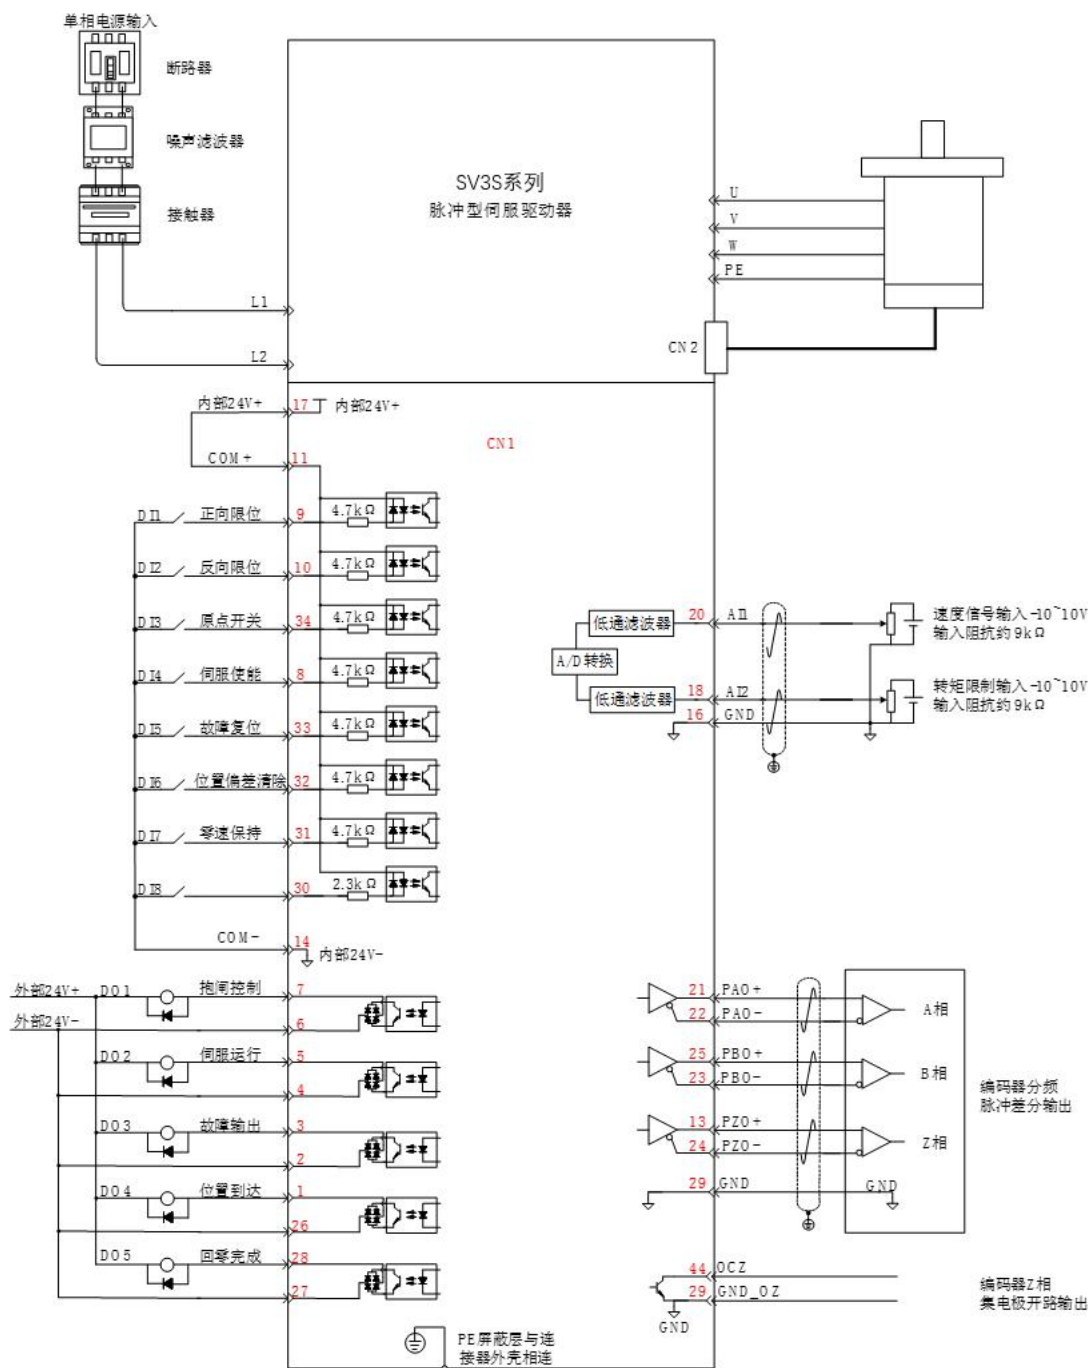 单相电源输入
断路器
噪声滤波器
接触器
SV3S系列
脉冲型伺服驱动器
U
V
W
PE
L1
L2
CN2
内部24V+ 17 内部24V+
CN1
COM+ 11
DI1 正向限位 9 4.7kΩ
DI2 反向限位 10 4.7kΩ
DI3 原点开关 34 4.7kΩ
DI4 伺服使能 8 4.7kΩ
DI5 故障复位 33 4.7kΩ
DI6 位置偏差清除 32 4.7kΩ
DI7 零速保持 31 4.7kΩ
DI8 30 2.3kΩ
COM- 14 内部24V-
低通滤波器 20 AI1
速度信号输入-10~10V
输入阻抗约9kΩ
A/D转换
低通滤波器 18 AI2
16 GND
转矩限制输入-10~10V
输入阻抗约9kΩ
外部24V+ DO1 抱闸控制 7
外部24V- 6
DO2 伺服运行 5
4
DO3 故障输出 3
2
DO4 位置到达 1
26
DO5 回零完成 28
27
21 PAO+
22 PAO-
A相
25 PBO+
23 PBO-
B相
13 PZO+
24 PZO-
Z相
29 GND GND
编码器分频
脉冲差分输出
44 OCZ
29 GND_OZ
GND
编码器Z相
集电极开路输出
PE屏蔽层与连
接器外壳相连